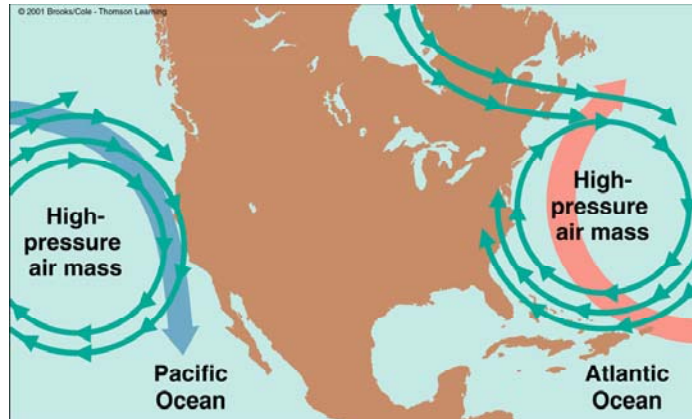 © 2001 Brooks/Cole - Thomson Learning
High-
pressure
air mass
High-
pressure
air mass
Pacific
Ocean
Atlantic
Ocean